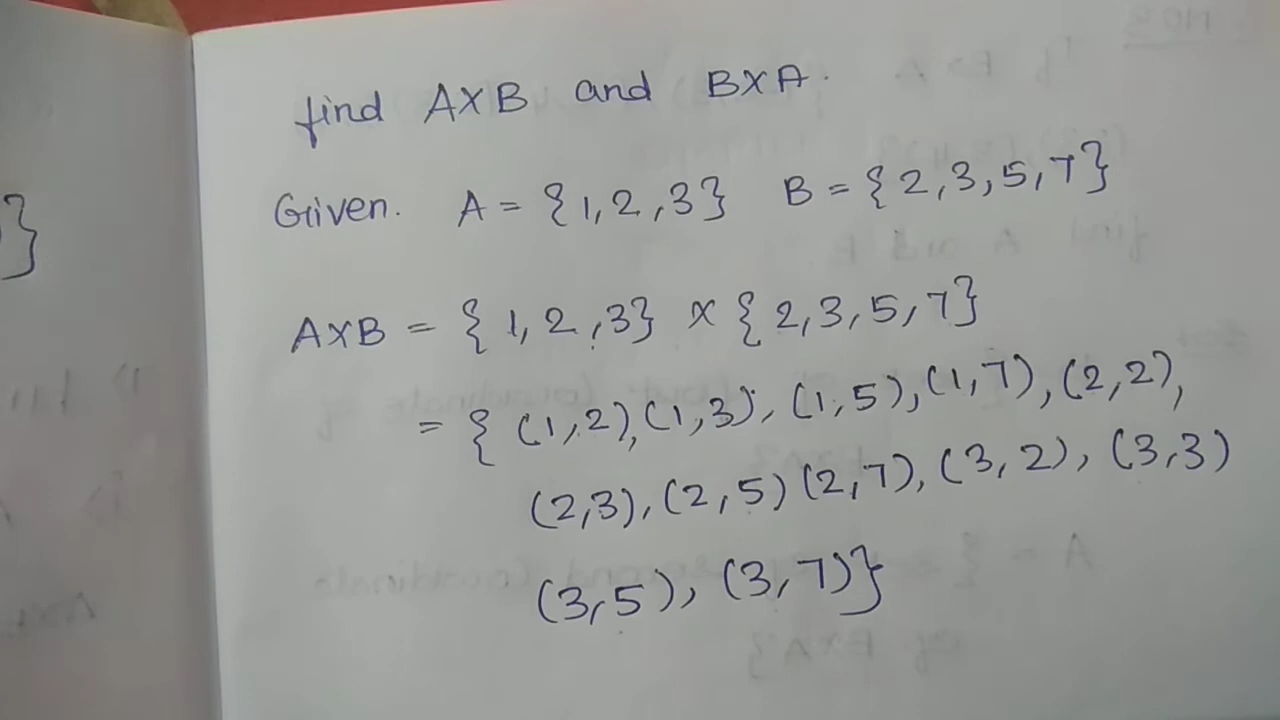 find A×B and B×A.
Given. A = {1,2,3} B = {2,3,5,7}
A×B = {1,2,3} × {2,3,5,7}
= {(1,2),(1,3),(1,5),(1,7),(2,2),
(2,3),(2,5)(2,7),(3,2),(3,3)
(3,5),(3,7)}
}